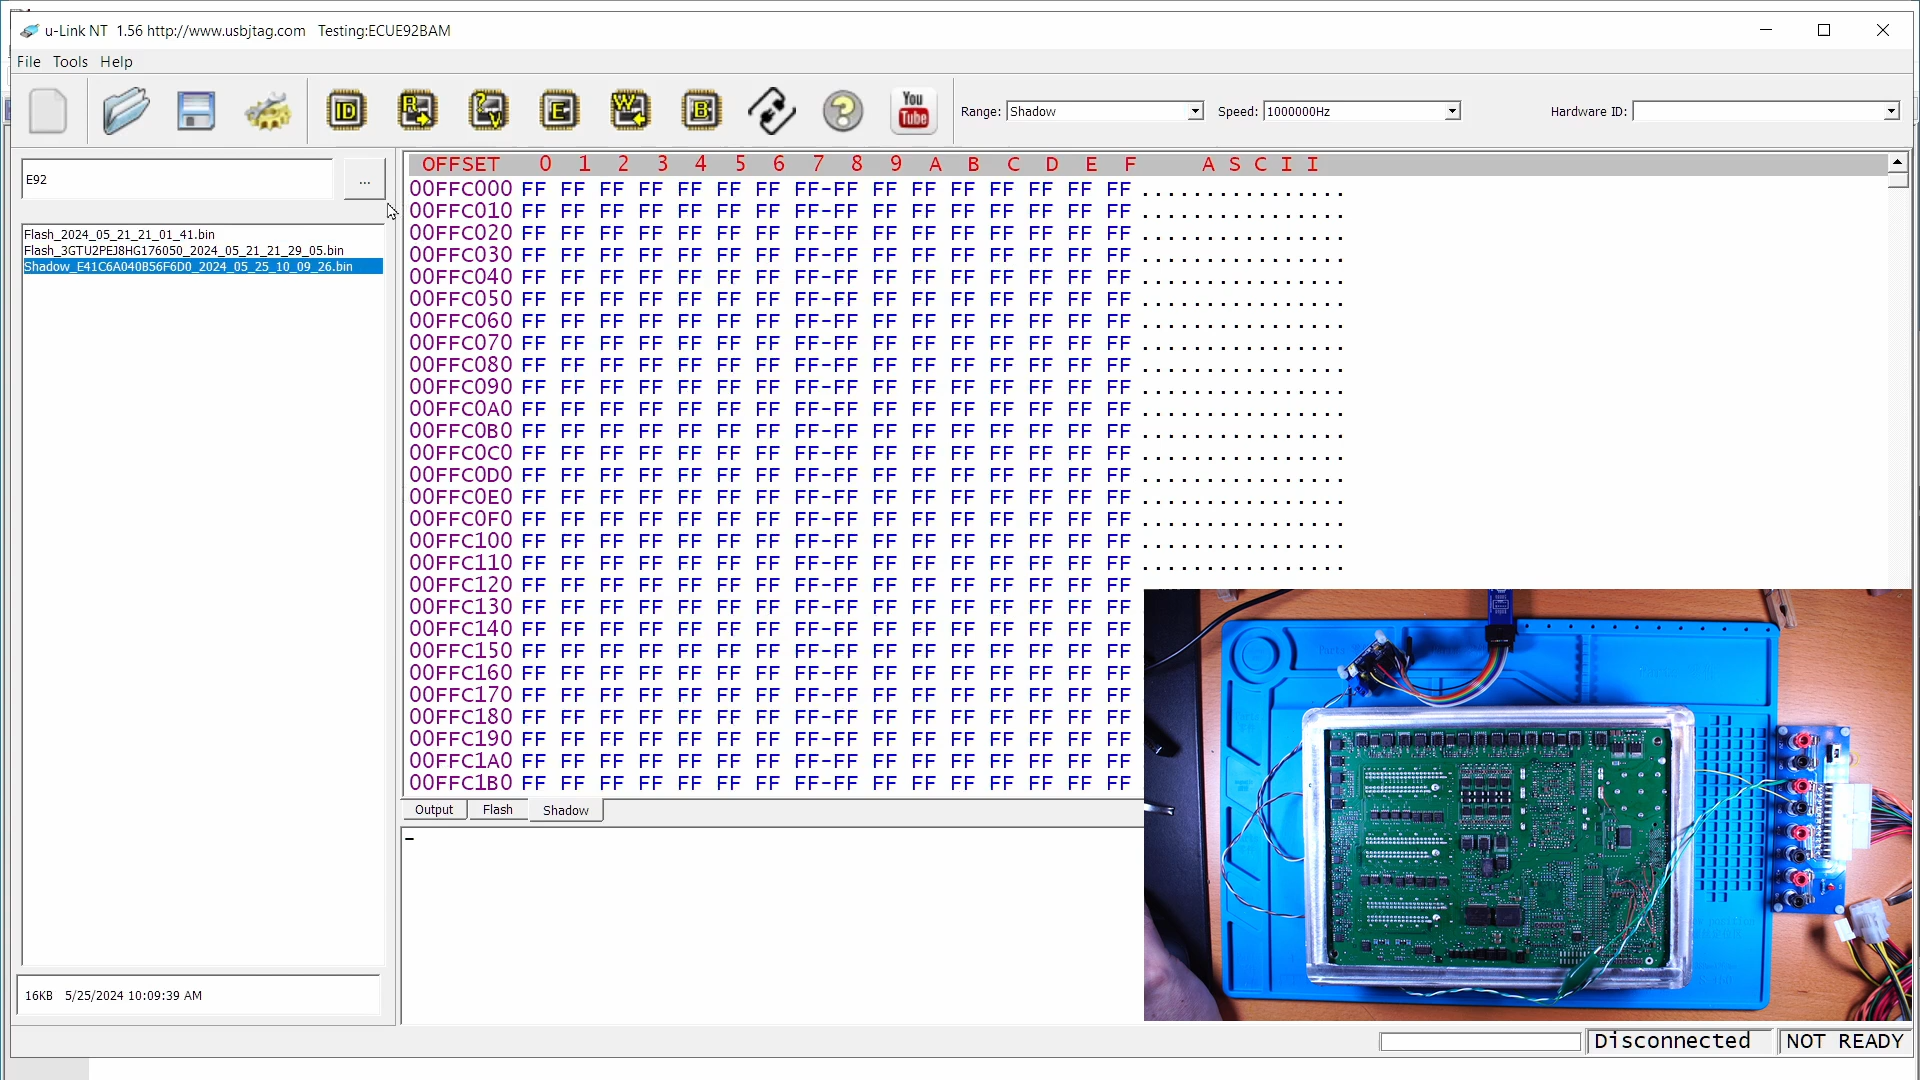 u-Link NT 1.56 http://www.usbjtag.com Testing:ECUE92BAM
File Tools Help
ID R ? V E W B ? You Tube
Range: Shadow Speed: 1000000Hz Hardware ID:
E92 ...
Flash_2024_05_21_21_01_41.bin
Flash_3GTU2PEJ8HG176050_2024_05_21_21_29_05.bin
Shadow_E41C6A040B56F6D0_2024_05_25_10_09_26.bin
16KB 5/25/2024 10:09:39 AM
OFFSET 0 1 2 3 4 5 6 7 8 9 A B C D E F A S C I I
00FFC000 FF FF FF FF FF FF FF FF-FF FF FF FF FF FF FF FF ................
00FFC010 FF FF FF FF FF FF FF FF-FF FF FF FF FF FF FF FF ................
00FFC020 FF FF FF FF FF FF FF FF-FF FF FF FF FF FF FF FF ................
00FFC030 FF FF FF FF FF FF FF FF-FF FF FF FF FF FF FF FF ................
00FFC040 FF FF FF FF FF FF FF FF-FF FF FF FF FF FF FF FF ................
00FFC050 FF FF FF FF FF FF FF FF-FF FF FF FF FF FF FF FF ................
00FFC060 FF FF FF FF FF FF FF FF-FF FF FF FF FF FF FF FF ................
00FFC070 FF FF FF FF FF FF FF FF-FF FF FF FF FF FF FF FF ................
00FFC080 FF FF FF FF FF FF FF FF-FF FF FF FF FF FF FF FF ................
00FFC090 FF FF FF FF FF FF FF FF-FF FF FF FF FF FF FF FF ................
00FFC0A0 FF FF FF FF FF FF FF FF-FF FF FF FF FF FF FF FF ................
00FFC0B0 FF FF FF FF FF FF FF FF-FF FF FF FF FF FF FF FF ................
00FFC0C0 FF FF FF FF FF FF FF FF-FF FF FF FF FF FF FF FF ................
00FFC0D0 FF FF FF FF FF FF FF FF-FF FF FF FF FF FF FF FF ................
00FFC0E0 FF FF FF FF FF FF FF FF-FF FF FF FF FF FF FF FF ................
00FFC0F0 FF FF FF FF FF FF FF FF-FF FF FF FF FF FF FF FF ................
00FFC100 FF FF FF FF FF FF FF FF-FF FF FF FF FF FF FF FF ................
00FFC110 FF FF FF FF FF FF FF FF-FF FF FF FF FF FF FF FF ................
00FFC120 FF FF FF FF FF FF FF FF-FF FF FF FF FF FF FF FF
00FFC130 FF FF FF FF FF FF FF FF-FF FF FF FF FF FF FF FF
00FFC140 FF FF FF FF FF FF FF FF-FF FF FF FF FF FF FF FF
00FFC150 FF FF FF FF FF FF FF FF-FF FF FF FF FF FF FF FF
00FFC160 FF FF FF FF FF FF FF FF-FF FF FF FF FF FF FF FF
00FFC170 FF FF FF FF FF FF FF FF-FF FF FF FF FF FF FF FF
00FFC180 FF FF FF FF FF FF FF FF-FF FF FF FF FF FF FF FF
00FFC190 FF FF FF FF FF FF FF FF-FF FF FF FF FF FF FF FF
00FFC1A0 FF FF FF FF FF FF FF FF-FF FF FF FF FF FF FF FF
00FFC1B0 FF FF FF FF FF FF FF FF-FF FF FF FF FF FF FF FF
Output Flash Shadow
Disconnected NOT READY